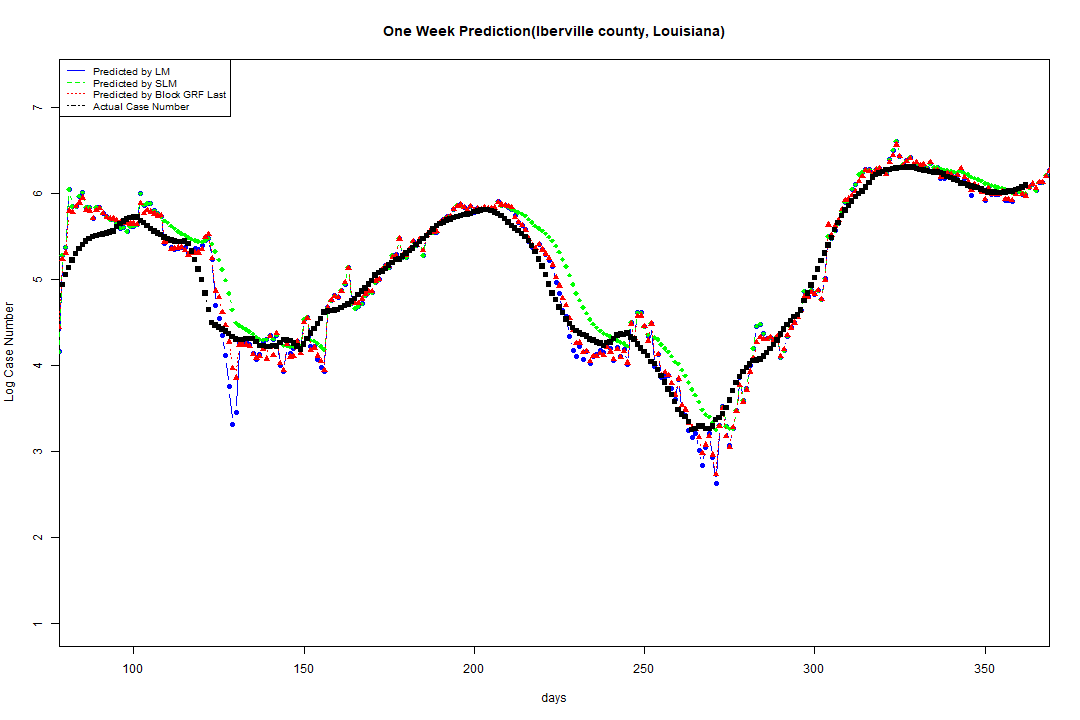 One Week Prediction(Iberville county, Louisiana)
Predicted by LM
Predicted by SLM
Predicted by Block GRF Last
Actual Case Number
Log Case Number
7
6
5
4
3
2
1
100 150 200 250 300 350
days